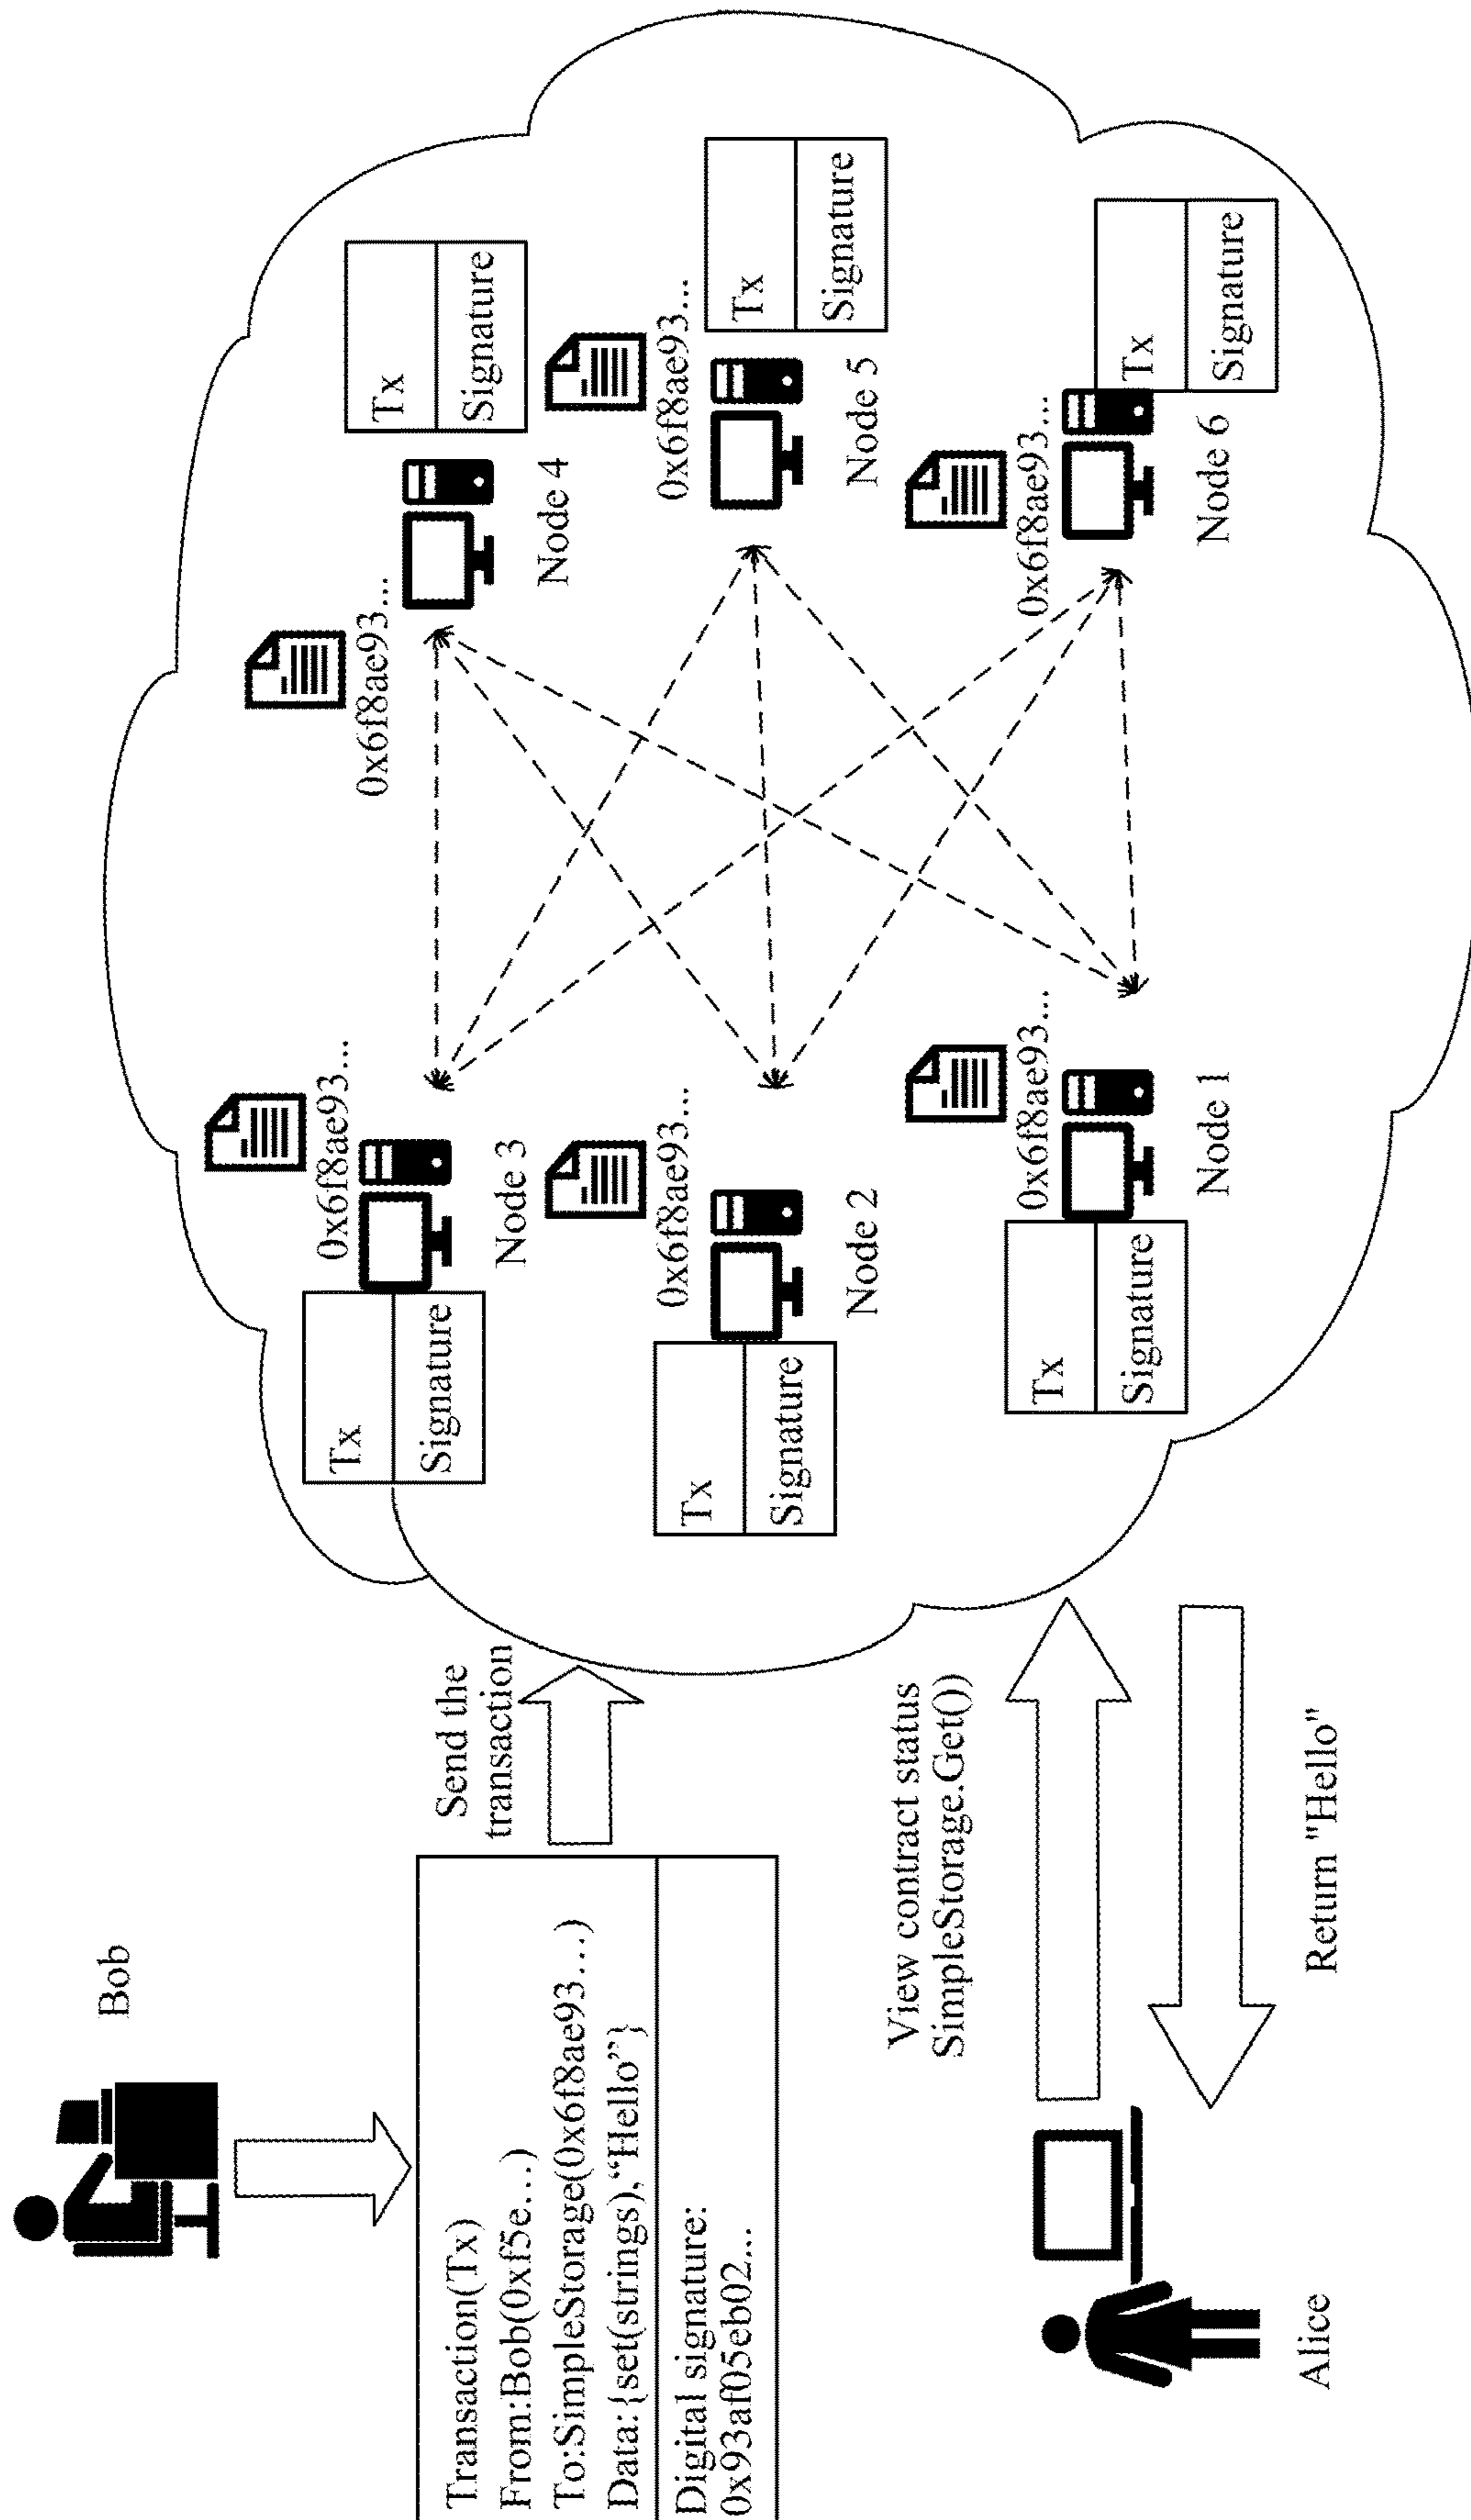 Bob
Transaction(Tx)
From:Bob(0xf5e...)
To:SimpleStorage(0x6f8ae93...)
Data:{set(strings),“Hello”}
Digital signature:
0x93af05eb02...
Send the
transaction
View contract status
SimpleStorage.Get())
Return "Hello"
Alice
0x6f8ae93...
Tx
Signature
Node 3
0x6f8ae93...
Tx
Signature
Node 2
0x6f8ae93...
Tx
Signature
Node 1
0x6f8ae93...
Tx
Signature
Node 4
0x6f8ae93...
Tx
Signature
Node 5
0x6f8ae93...
Tx
Signature
Node 6